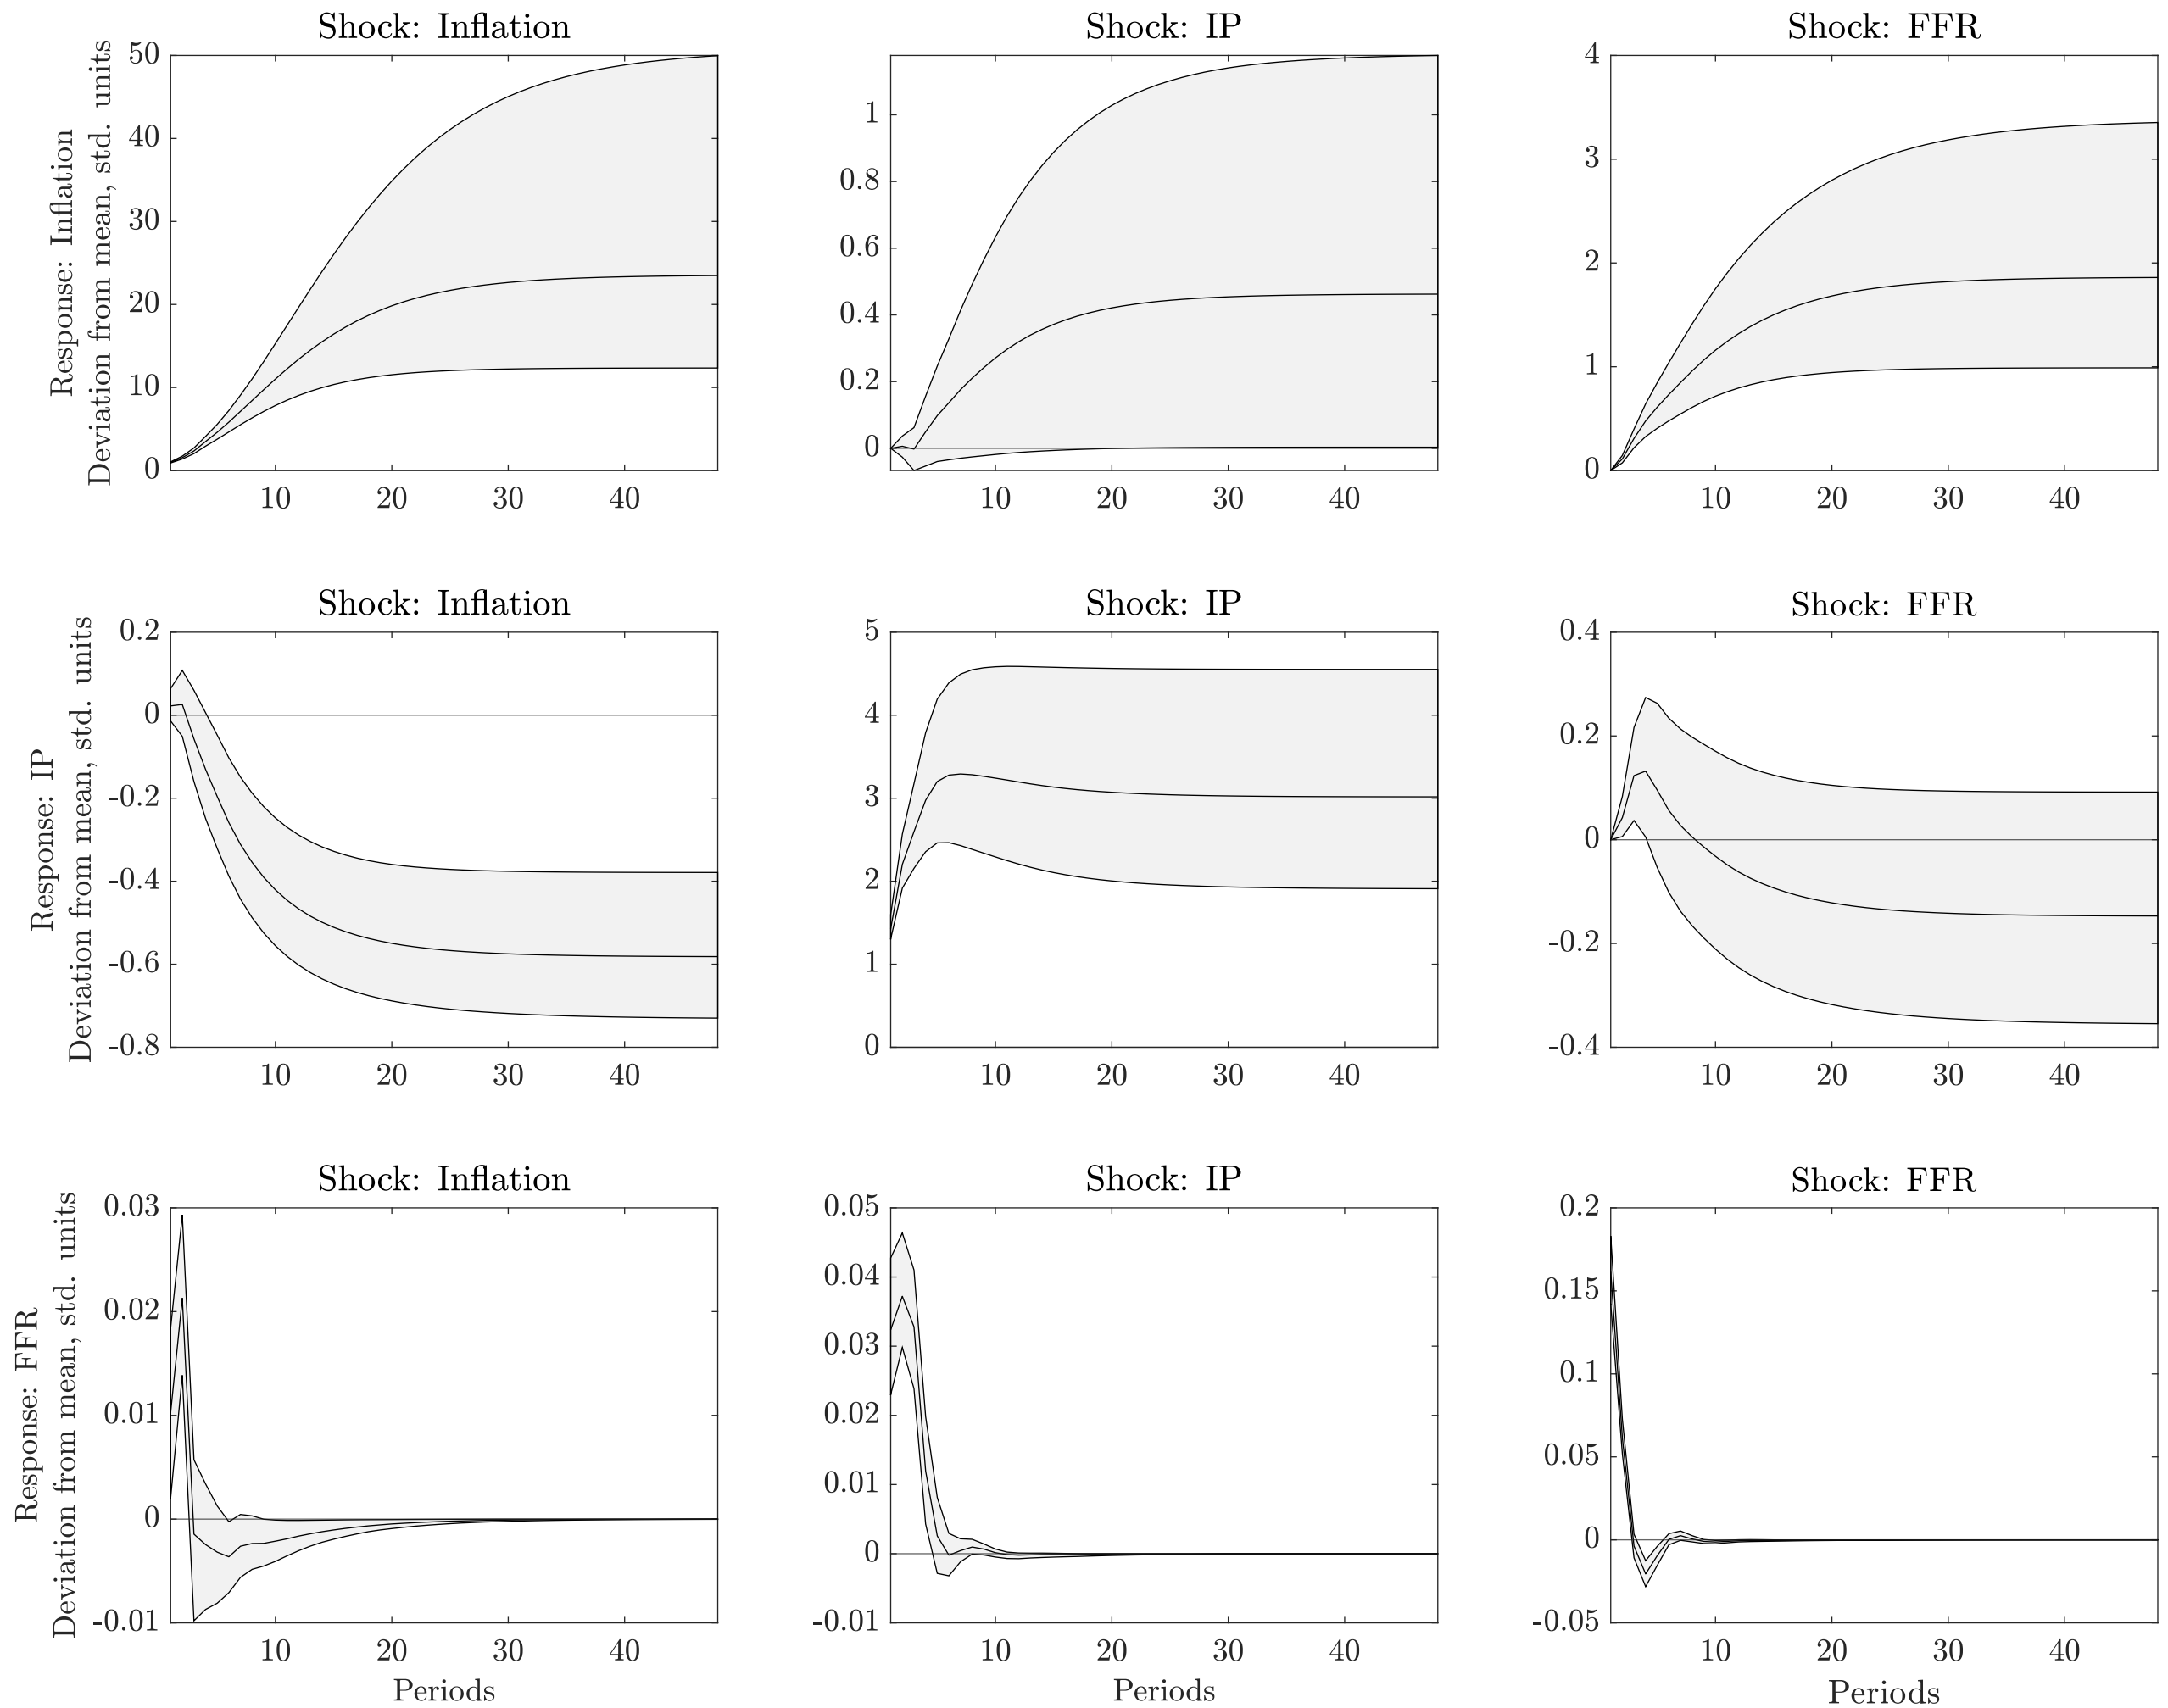 Shock: Inflation
Response: Inflation
Deviation from mean, std. units
50
40
30
20
10
0
10 20 30 40
Shock: IP
1
0.8
0.6
0.4
0.2
0
10 20 30 40
Shock: FFR
4
3
2
1
0
10 20 30 40
Shock: Inflation
Response: IP
Deviation from mean, std. units
0.2
0
-0.2
-0.4
-0.6
-0.8
10 20 30 40
Shock: IP
5
4
3
2
1
0
10 20 30 40
Shock: FFR
0.4
0.2
0
-0.2
-0.4
10 20 30 40
Shock: Inflation
Response: FFR
Deviation from mean, std. units
0.03
0.02
0.01
0
-0.01
10 20 30 40
Periods
Shock: IP
0.05
0.04
0.03
0.02
0.01
0
-0.01
10 20 30 40
Periods
Shock: FFR
0.2
0.15
0.1
0.05
0
-0.05
10 20 30 40
Periods